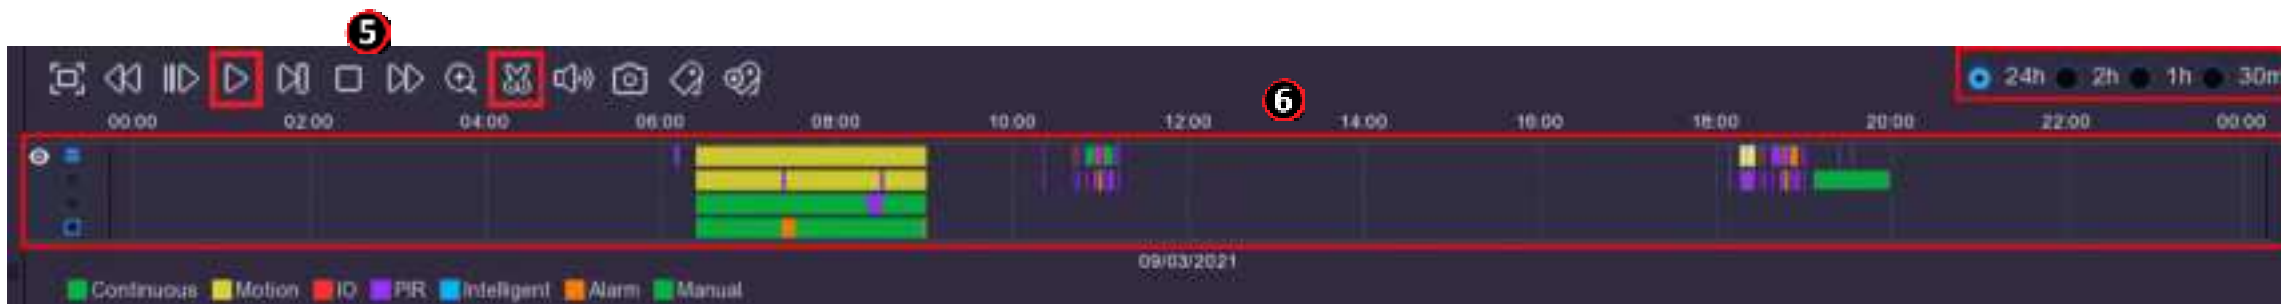 5
24h 2h 1h 30m
6
00:00 02:00 04:00 06:00 08:00 10:00 12:00 14:00 16:00 18:00 20:00 22:00 00:00
09/03/2021
Continuous Motion IO PIR Intelligent Alarm Manual